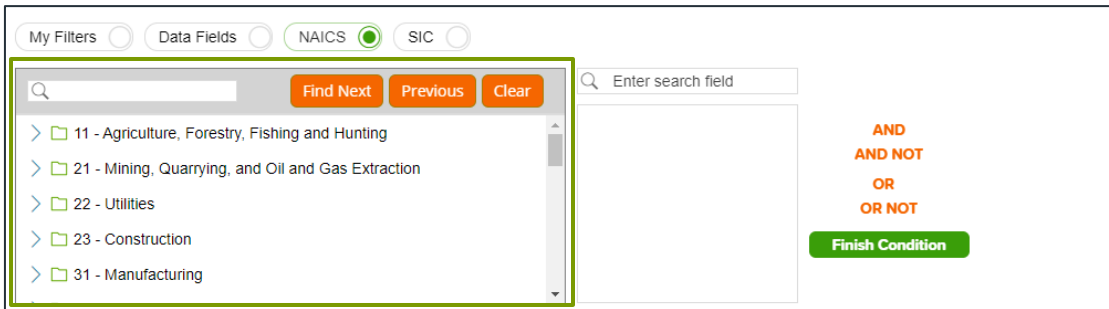 My Filters
Data Fields
NAICS
SIC
Find Next
Previous
Clear
Enter search field
11 - Agriculture, Forestry, Fishing and Hunting
21 - Mining, Quarrying, and Oil and Gas Extraction
22 - Utilities
23 - Construction
31 - Manufacturing
AND
AND NOT
OR
OR NOT
Finish Condition